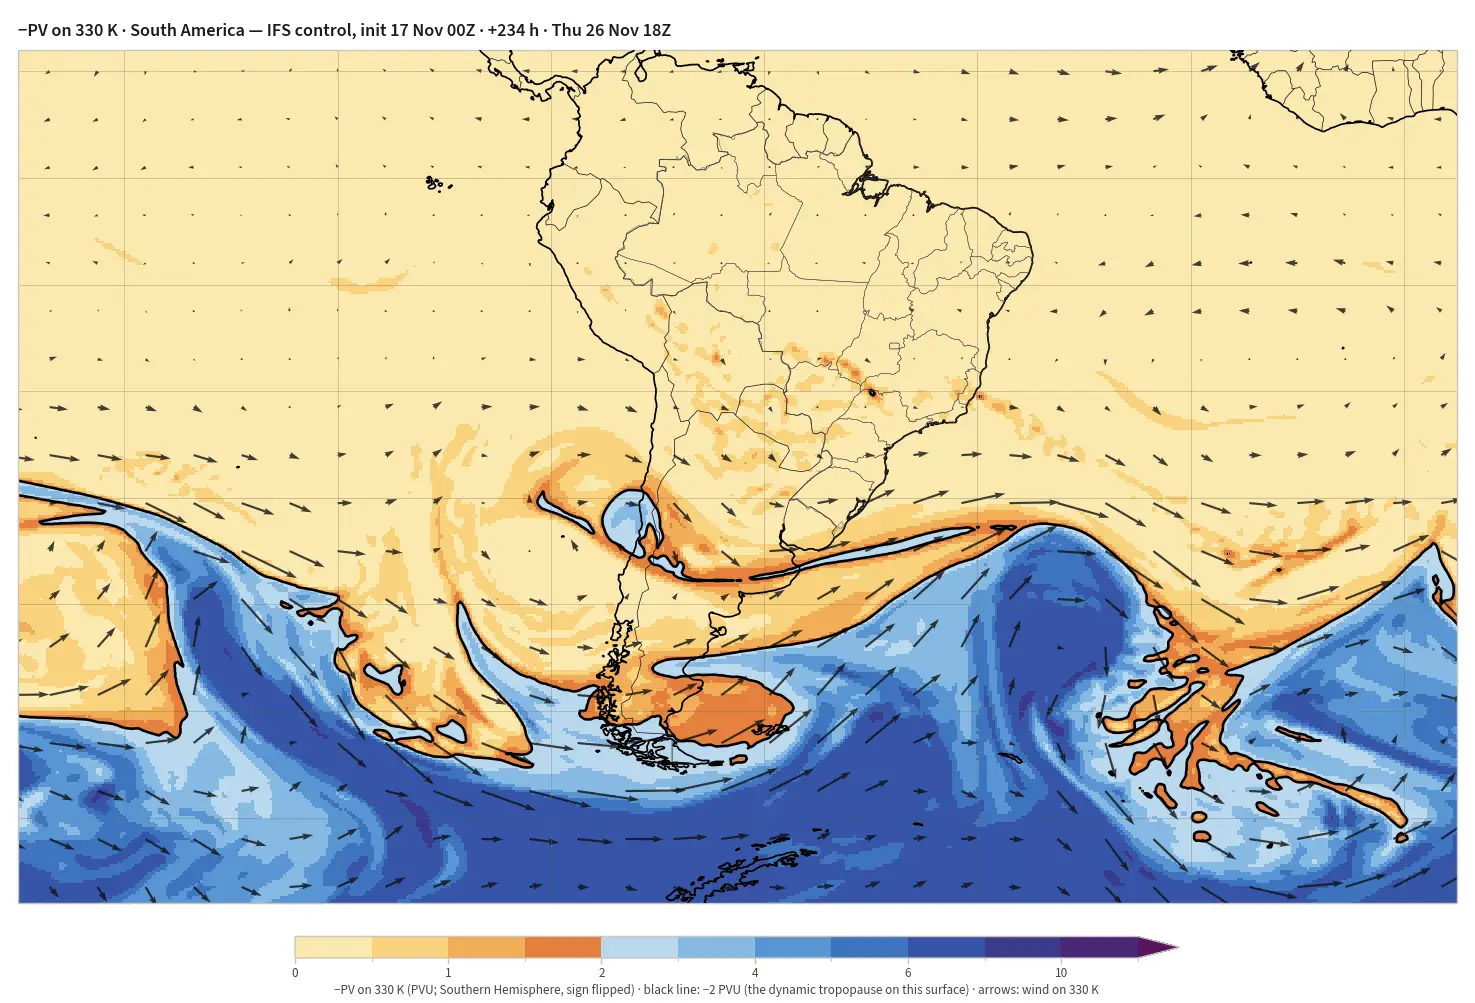 −PV on 330 K · South America — IFS control, init 17 Nov 00Z · +234 h · Thu 26 Nov 18Z
0 1 2 4 6 10
−PV on 330 K (PVU; Southern Hemisphere, sign flipped) · black line: −2 PVU (the dynamic tropopause on this surface) · arrows: wind on 330 K